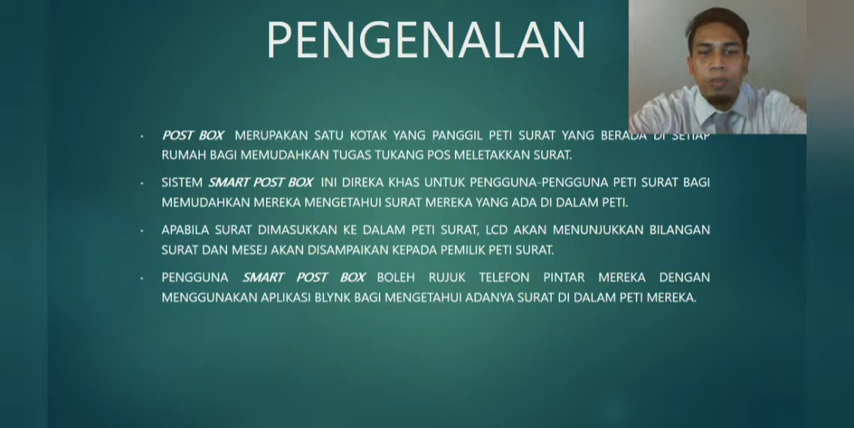 PENGENALAN
• POST BOX MERUPAKAN SATU KOTAK YANG PANGGIL PETI SURAT YANG BERADA DI SETIAP
RUMAH BAGI MEMUDAHKAN TUGAS TUKANG POS MELETAKKAN SURAT.
• SISTEM SMART POST BOX INI DIREKA KHAS UNTUK PENGGUNA-PENGGUNA PETI SURAT BAGI
MEMUDAHKAN MEREKA MENGETAHUI SURAT MEREKA YANG ADA DI DALAM PETI.
• APABILA SURAT DIMASUKKAN KE DALAM PETI SURAT, LCD AKAN MENUNJUKKAN BILANGAN
SURAT DAN MESEJ AKAN DISAMPAIKAN KEPADA PEMILIK PETI SURAT.
• PENGGUNA SMART POST BOX BOLEH RUJUK TELEFON PINTAR MEREKA DENGAN
MENGGUNAKAN APLIKASI BLYNK BAGI MENGETAHUI ADANYA SURAT DI DALAM PETI MEREKA.